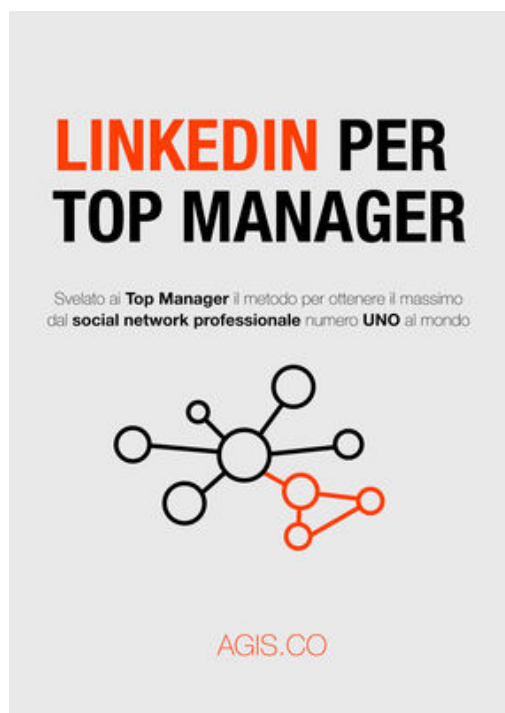 LINKEDIN PER
TOP MANAGER
Svelato ai Top Manager il metodo per ottenere il massimo
dal social network professionale numero UNO al mondo
AGIS.CO